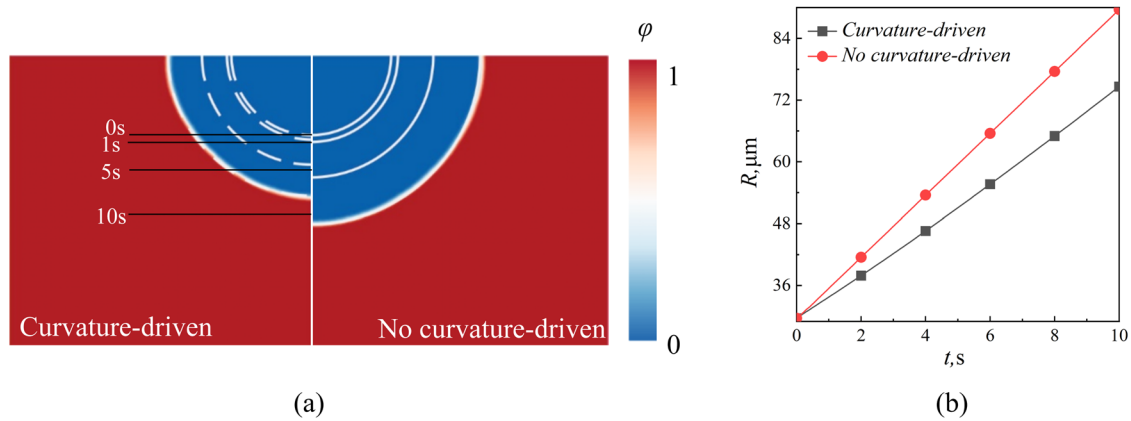 φ
1
0
0s
1s
5s
10s
Curvature-driven
No curvature-driven
(a)
Curvature-driven
No curvature-driven
R,μm
84
72
60
48
36
0 2 4 6 8 10
t,s
(b)